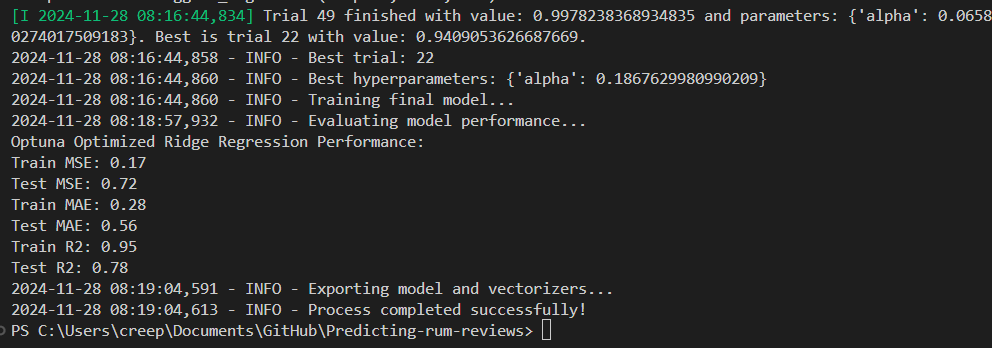 [I 2024-11-28 08:16:44,834] Trial 49 finished with value: 0.9978238368934835 and parameters: {'alpha': 0.0658
0274017509183}. Best is trial 22 with value: 0.9409053626687669.
2024-11-28 08:16:44,858 - INFO - Best trial: 22
2024-11-28 08:16:44,860 - INFO - Best hyperparameters: {'alpha': 0.1867629980990209}
2024-11-28 08:16:44,860 - INFO - Training final model...
2024-11-28 08:18:57,932 - INFO - Evaluating model performance...
Optuna Optimized Ridge Regression Performance:
Train MSE: 0.17
Test MSE: 0.72
Train MAE: 0.28
Test MAE: 0.56
Train R2: 0.95
Test R2: 0.78
2024-11-28 08:19:04,591 - INFO - Exporting model and vectorizers...
2024-11-28 08:19:04,613 - INFO - Process completed successfully!
PS C:\Users\creep\Documents\GitHub\Predicting-rum-reviews>